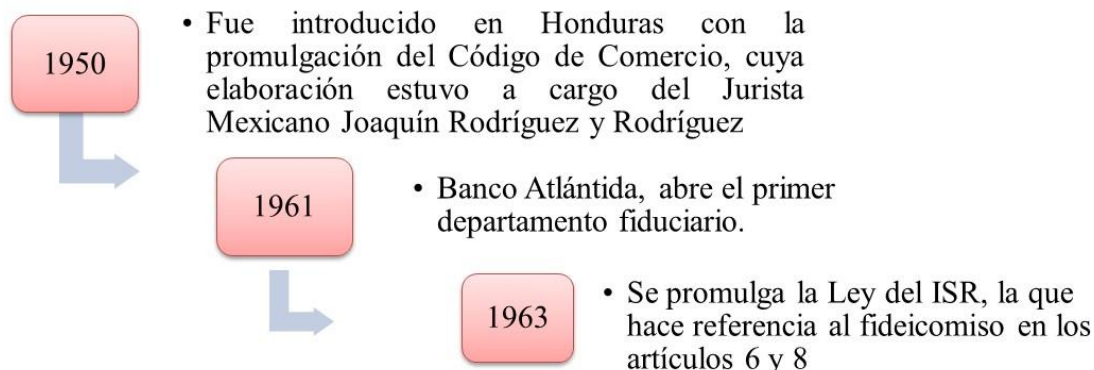 1950
• Fue introducido en Honduras con la
promulgación del Código de Comercio, cuya
elaboración estuvo a cargo del Jurista
Mexicano Joaquín Rodríguez y Rodríguez
1961
• Banco Atlántida, abre el primer
departamento fiduciario.
1963
• Se promulga la Ley del ISR, la que
hace referencia al fideicomiso en los
artículos 6 y 8